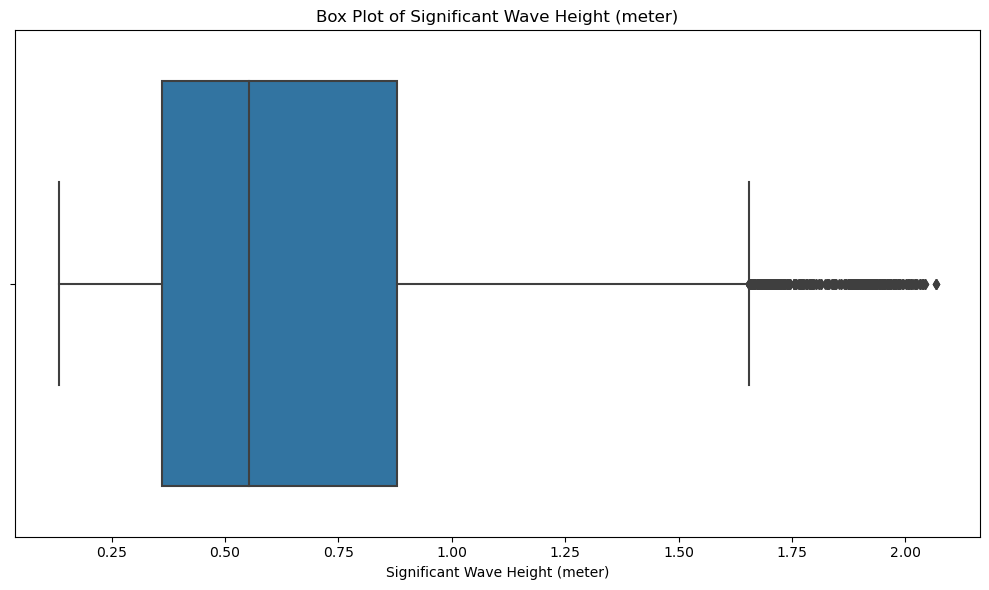 Box Plot of Significant Wave Height (meter)
0.25 0.50 0.75 1.00 1.25 1.50 1.75 2.00
Significant Wave Height (meter)